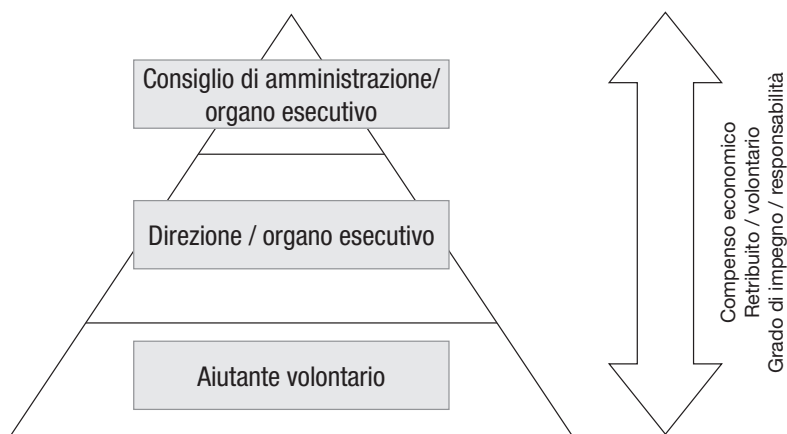 Consiglio di amministrazione/
organo esecutivo
Direzione / organo esecutivo
Aiutante volontario
Compenso economico
Retribuito / volontario
Grado di impegno / responsabilità